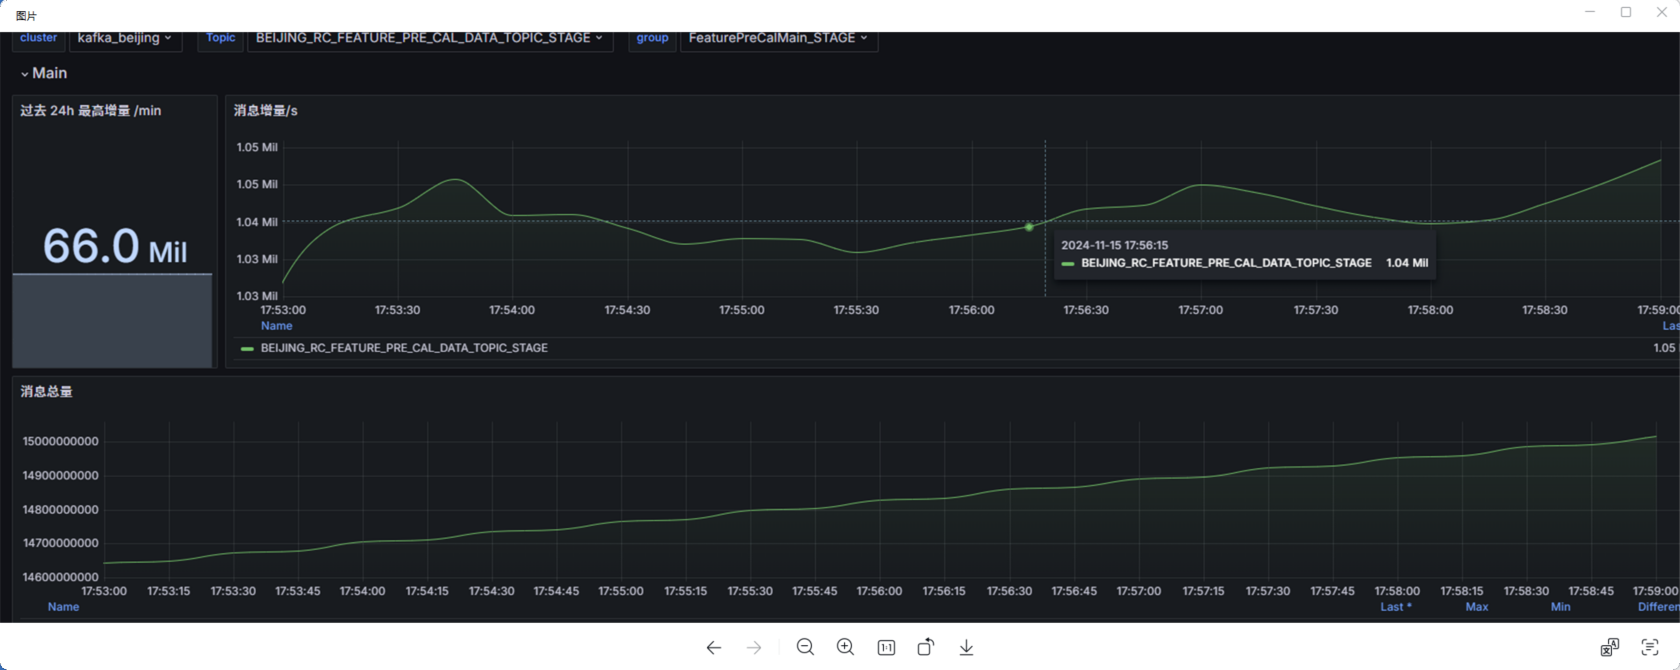 图片
cluster kafka_beijing Topic BEIJING_RC_FEATURE_PRE_CAL_DATA_TOPIC_STAGE group FeaturePreCalMain_STAGE
Main
过去 24h 最高增量 /min
66.0 Mil
消息增量/s
1.05 Mil
1.05 Mil
1.04 Mil
1.03 Mil
1.03 Mil
2024-11-15 17:56:15
BEIJING_RC_FEATURE_PRE_CAL_DATA_TOPIC_STAGE 1.04 Mil
17:53:00 17:53:30 17:54:00 17:54:30 17:55:00 17:55:30 17:56:00 17:56:30 17:57:00 17:57:30 17:58:00 17:58:30 17:59:0
Name Las
BEIJING_RC_FEATURE_PRE_CAL_DATA_TOPIC_STAGE 1.05
消息总量
15000000000
14900000000
14800000000
14700000000
14600000000
17:53:00 17:53:15 17:53:30 17:53:45 17:54:00 17:54:15 17:54:30 17:54:45 17:55:00 17:55:15 17:55:30 17:55:45 17:56:00 17:56:15 17:56:30 17:56:45 17:57:00 17:57:15 17:57:30 17:57:45 17:58:00 17:58:15 17:58:30 17:58:45 17:59:00
Name Last * Max Min Differen